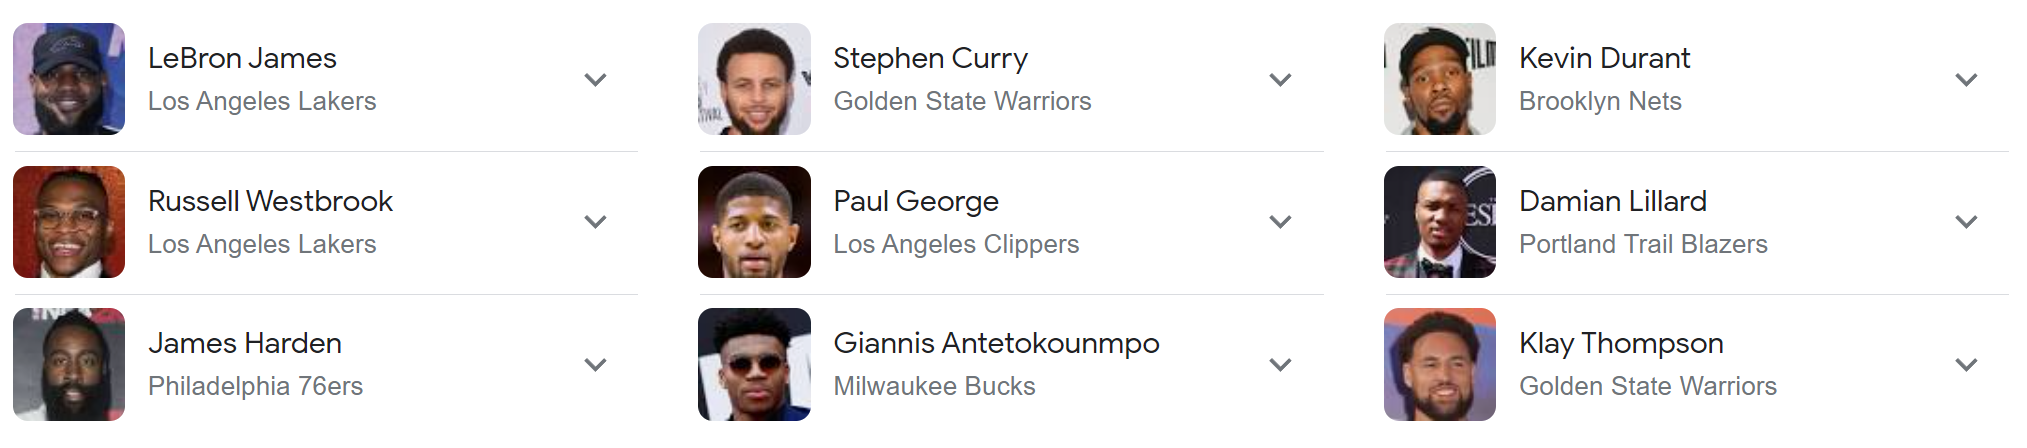 LeBron James
Los Angeles Lakers
Stephen Curry
Golden State Warriors
Kevin Durant
Brooklyn Nets
Russell Westbrook
Los Angeles Lakers
Paul George
Los Angeles Clippers
Damian Lillard
Portland Trail Blazers
James Harden
Philadelphia 76ers
Giannis Antetokounmpo
Milwaukee Bucks
Klay Thompson
Golden State Warriors